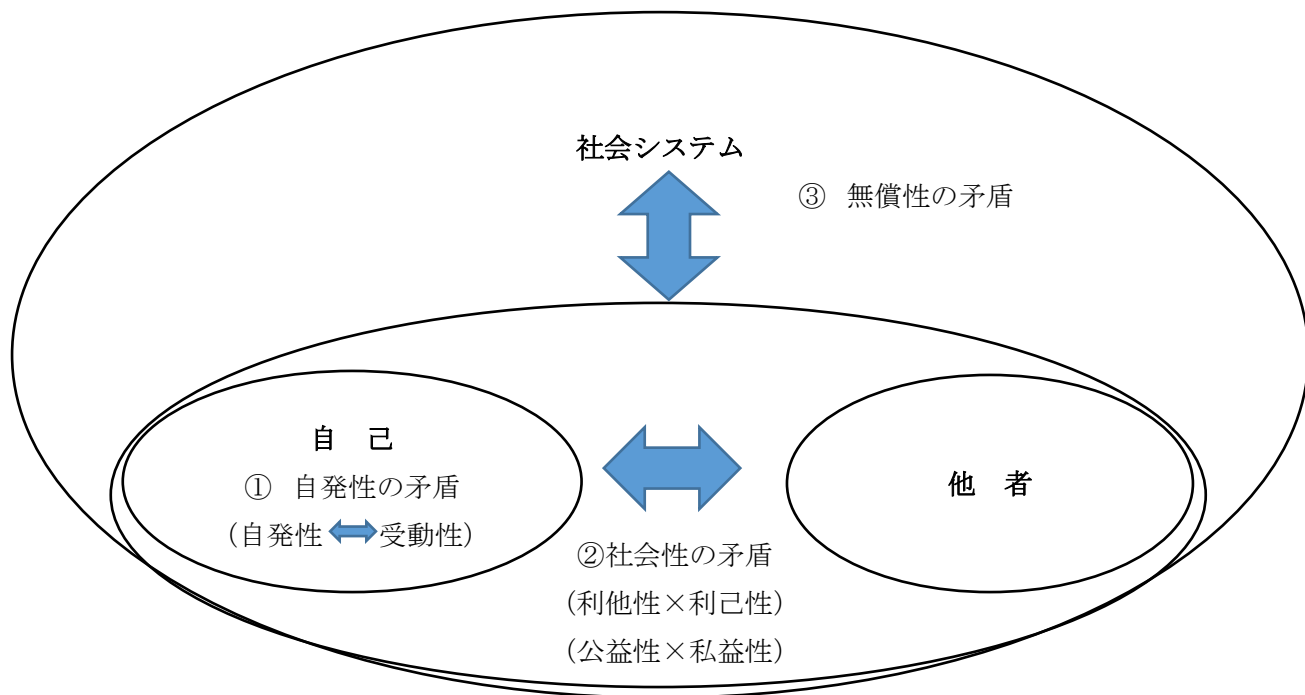 社会システム
③ 無償性の矛盾
自 己
① 自発性の矛盾
(自発性 受動性)
他 者
②社会性の矛盾
(利他性×利己性)
(公益性×私益性)